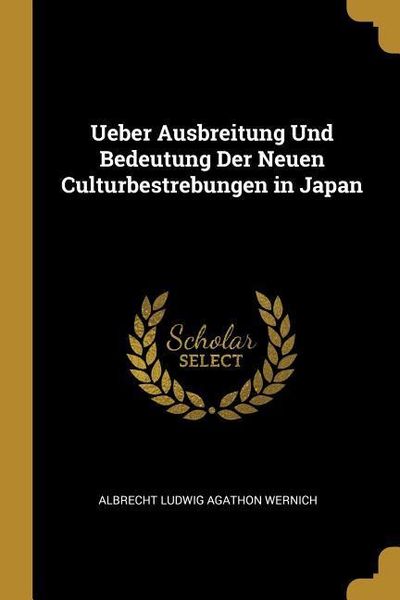 Ueber Ausbreitung Und
Bedeutung Der Neuen
Culturbestrebungen in Japan
Scholar
SELECT
ALBRECHT LUDWIG AGATHON WERNICH